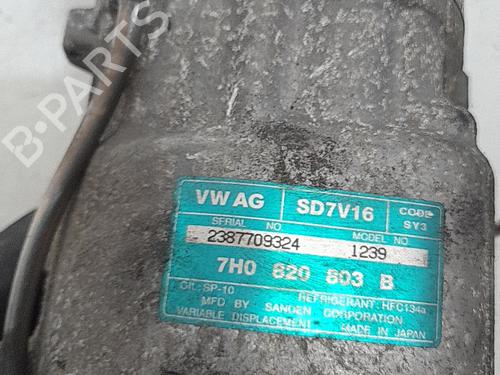 VW AG SD7V16 CODE SY3
SERIAL NO MODEL NO
2387709324 1239
7H0 820 803 B
OIL:SP-10 REFRIGERANT:HFC134a
MFD BY SANDEN CORPORATION
VARIABLE DISPLACEMENT MADE IN JAPAN
B-PARTS